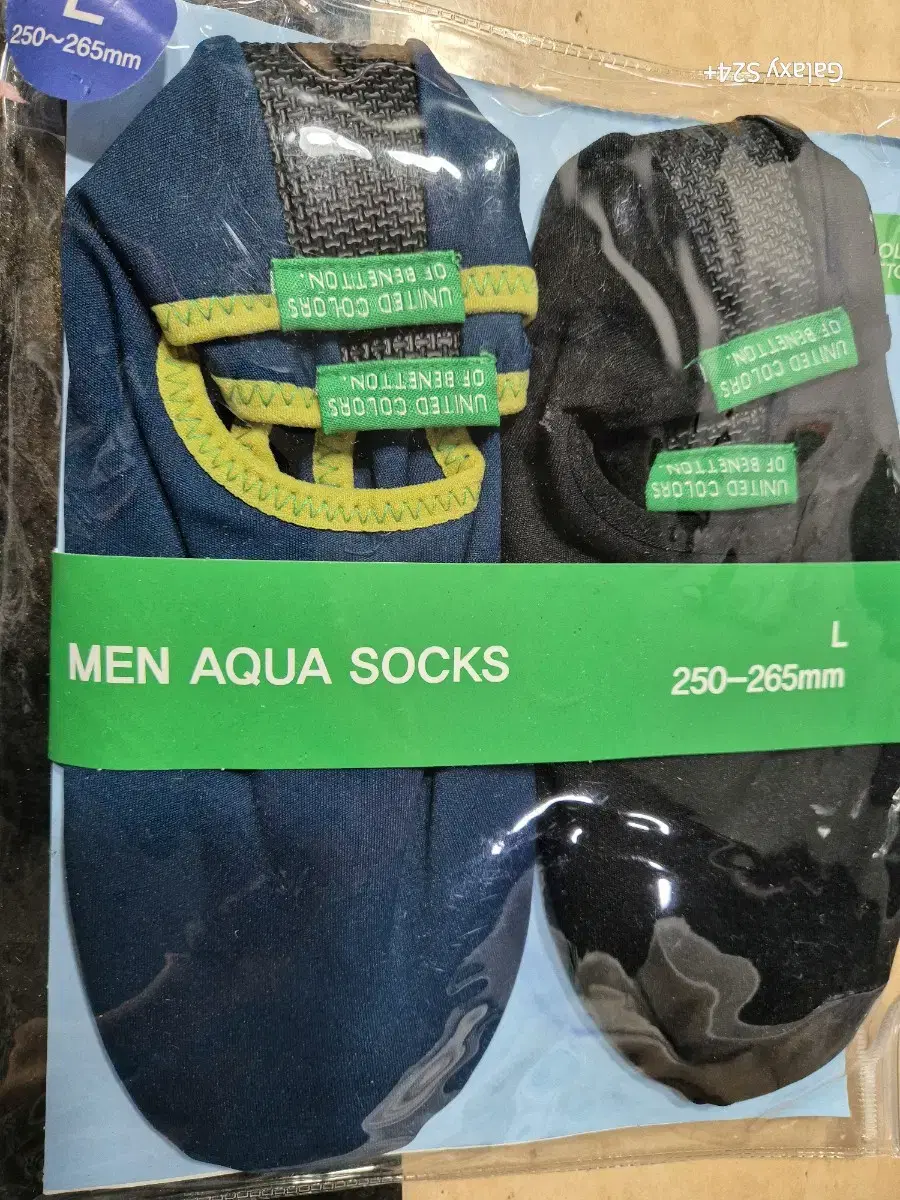 L
250~265mm
Galaxy S24+
UNITED COLORS
OF BENETTON.
UNITED COLORS
OF BENETTON.
UNITED COLORS
OF BENETTON.
UNITED COLORS
OF BENETTON.
MEN AQUA SOCKS
L
250-265mm